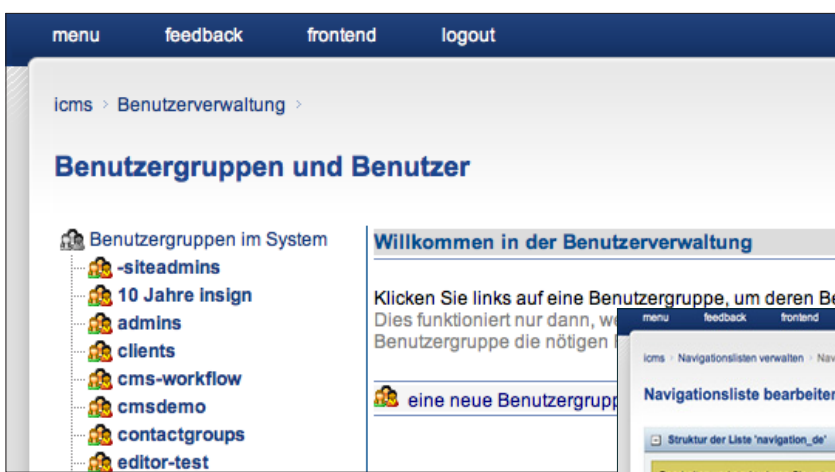 menu feedback frontend logout
icms > Benutzerverwaltung >
Benutzergruppen und Benutzer
Benutzergruppen im System
-siteadmins
10 Jahre insign
admins
clients
cms-workflow
cmsdemo
contactgroups
editor-test
Willkommen in der Benutzerverwaltung
Klicken Sie links auf eine Benutzergruppe, um deren
Dies funktioniert nur dann,
Benutzergruppe die nötigen
eine neue Benutzergrupp
menu feedback frontend
icms > Navigationslisten verwalten > Nav
Navigationsliste bearbeiten
Struktur der Liste 'navigation_de'